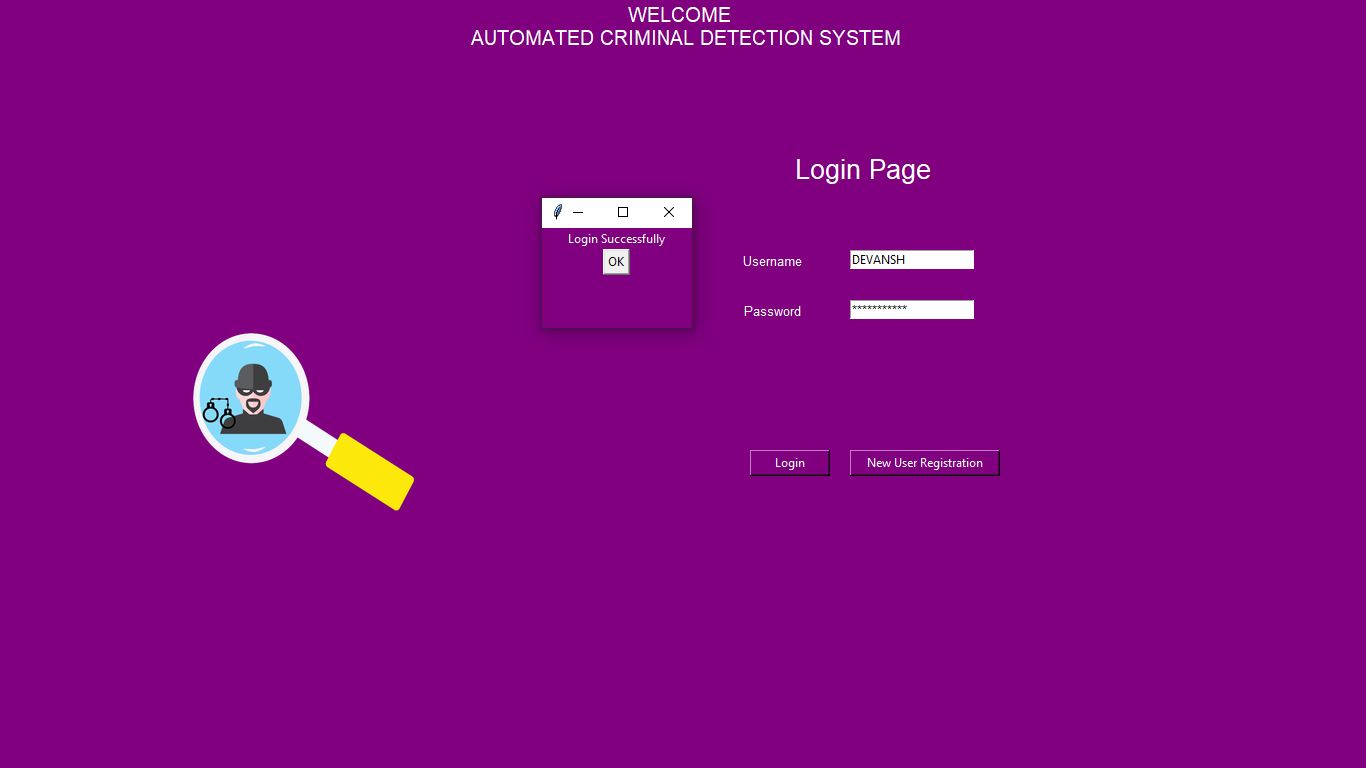 WELCOME
AUTOMATED CRIMINAL DETECTION SYSTEM
Login Page
Login Successfully
OK
Username DEVANSH
Password ***********
Login New User Registration